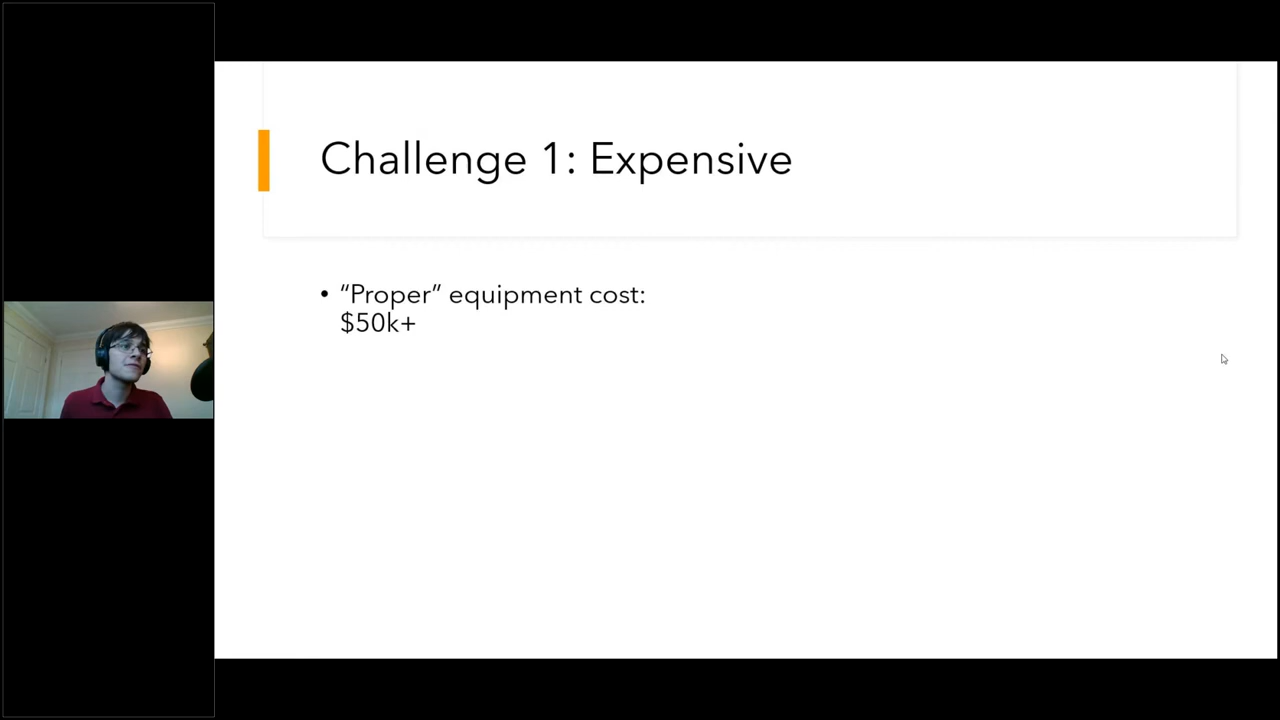 Challenge 1: Expensive
• “Proper” equipment cost:
$50k+